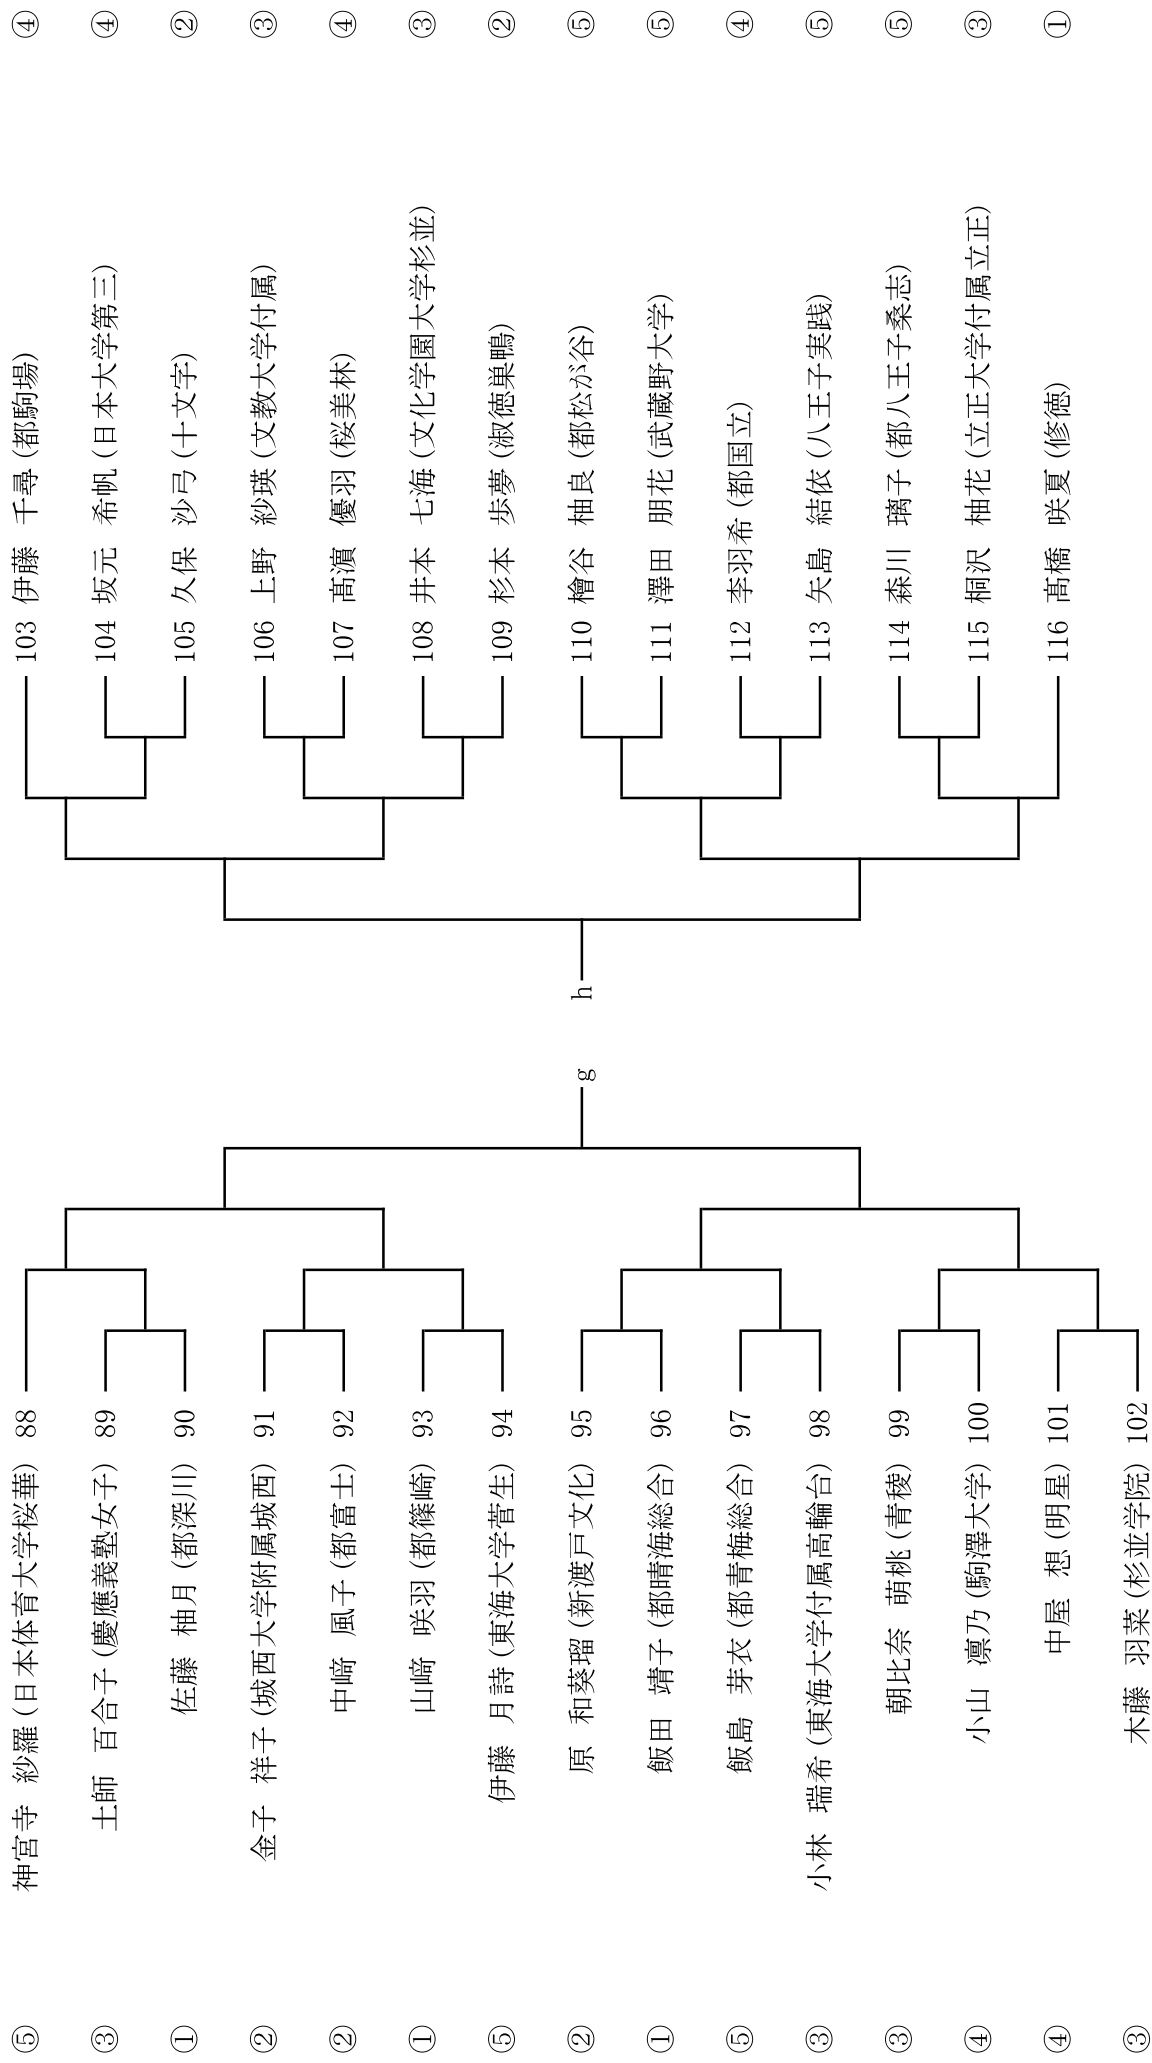 ⑤ 神宮寺　紗羅 (日本体育大学桜華) 88
③ 土師　百合子 (慶應義塾女子) 89
① 佐藤　柚月 (都深川) 90
② 金子　祥子 (城西大学附属城西) 91
② 中﨑　風子 (都富士) 92
① 山﨑　咲羽 (都篠崎) 93
⑤ 伊藤　月詩 (東海大学菅生) 94
② 原　和葵瑠 (新渡戸文化) 95
① 飯田　靖子 (都晴海総合) 96
⑤ 飯島　芽衣 (都青梅総合) 97
③ 小林　瑞希 (東海大学付属高輪台) 98
③ 朝比奈　萌桃 (青稜) 99
④ 小山　凛乃 (駒澤大学) 100
④ 中屋　想 (明星) 101
③ 木藤　羽菜 (杉並学院) 102
g
h
103 伊藤　千尋 (都駒場) ④
104 坂元　希帆 (日本大学第三) ④
105 久保　沙弓 (十文字) ②
106 上野　紗瑛 (文教大学付属) ③
107 髙濵　優羽 (桜美林) ④
108 井本　七海 (文化学園大学杉並) ③
109 杉本　歩夢 (淑徳巣鴨) ②
110 檜谷　柚良 (都松が谷) ⑤
111 澤田　朋花 (武蔵野大学) ⑤
112 李羽希 (都国立) ④
113 矢島　結依 (八王子実践) ⑤
114 森川　璃子 (都八王子桑志) ⑤
115 桐沢　柚花 (立正大学付属立正) ③
116 髙橋　咲夏 (修徳) ①